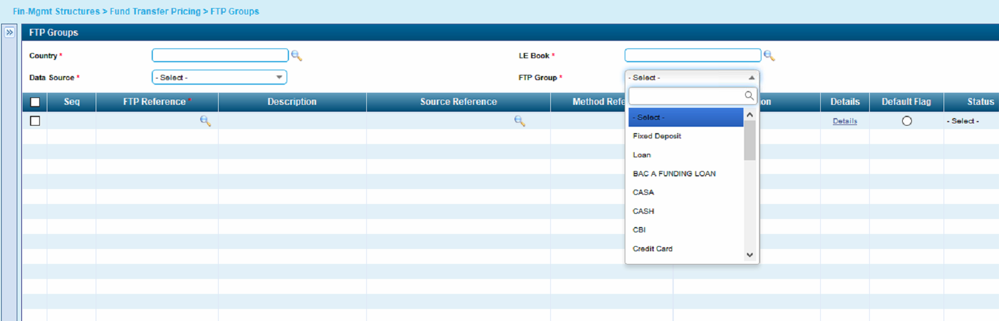 Fin-Mgmt Structures > Fund Transfer Pricing > FTP Groups
FTP Groups
Country * LE Book *
Data Source * - Select - FTP Group * - Select -
Seq FTP Reference * Description Source Reference Method Refe on Details Default Flag Status
- Select - Details - Select -
Fixed Deposit
Loan
BAC A FUNDING LOAN
CASA
CASH
CBI
Credit Card